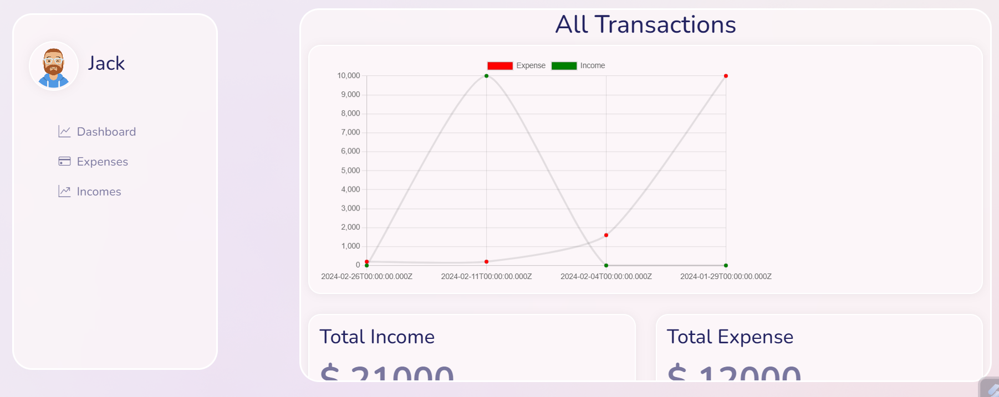 Jack
Dashboard
Expenses
Incomes
All Transactions
Expense Income
10,000
9,000
8,000
7,000
6,000
5,000
4,000
3,000
2,000
1,000
0
2024-02-26T00:00:00.000Z 2024-02-11T00:00:00.000Z 2024-02-04T00:00:00.000Z 2024-01-29T00:00:00.000Z
Total Income Total Expense
$ 21000 $ 12000